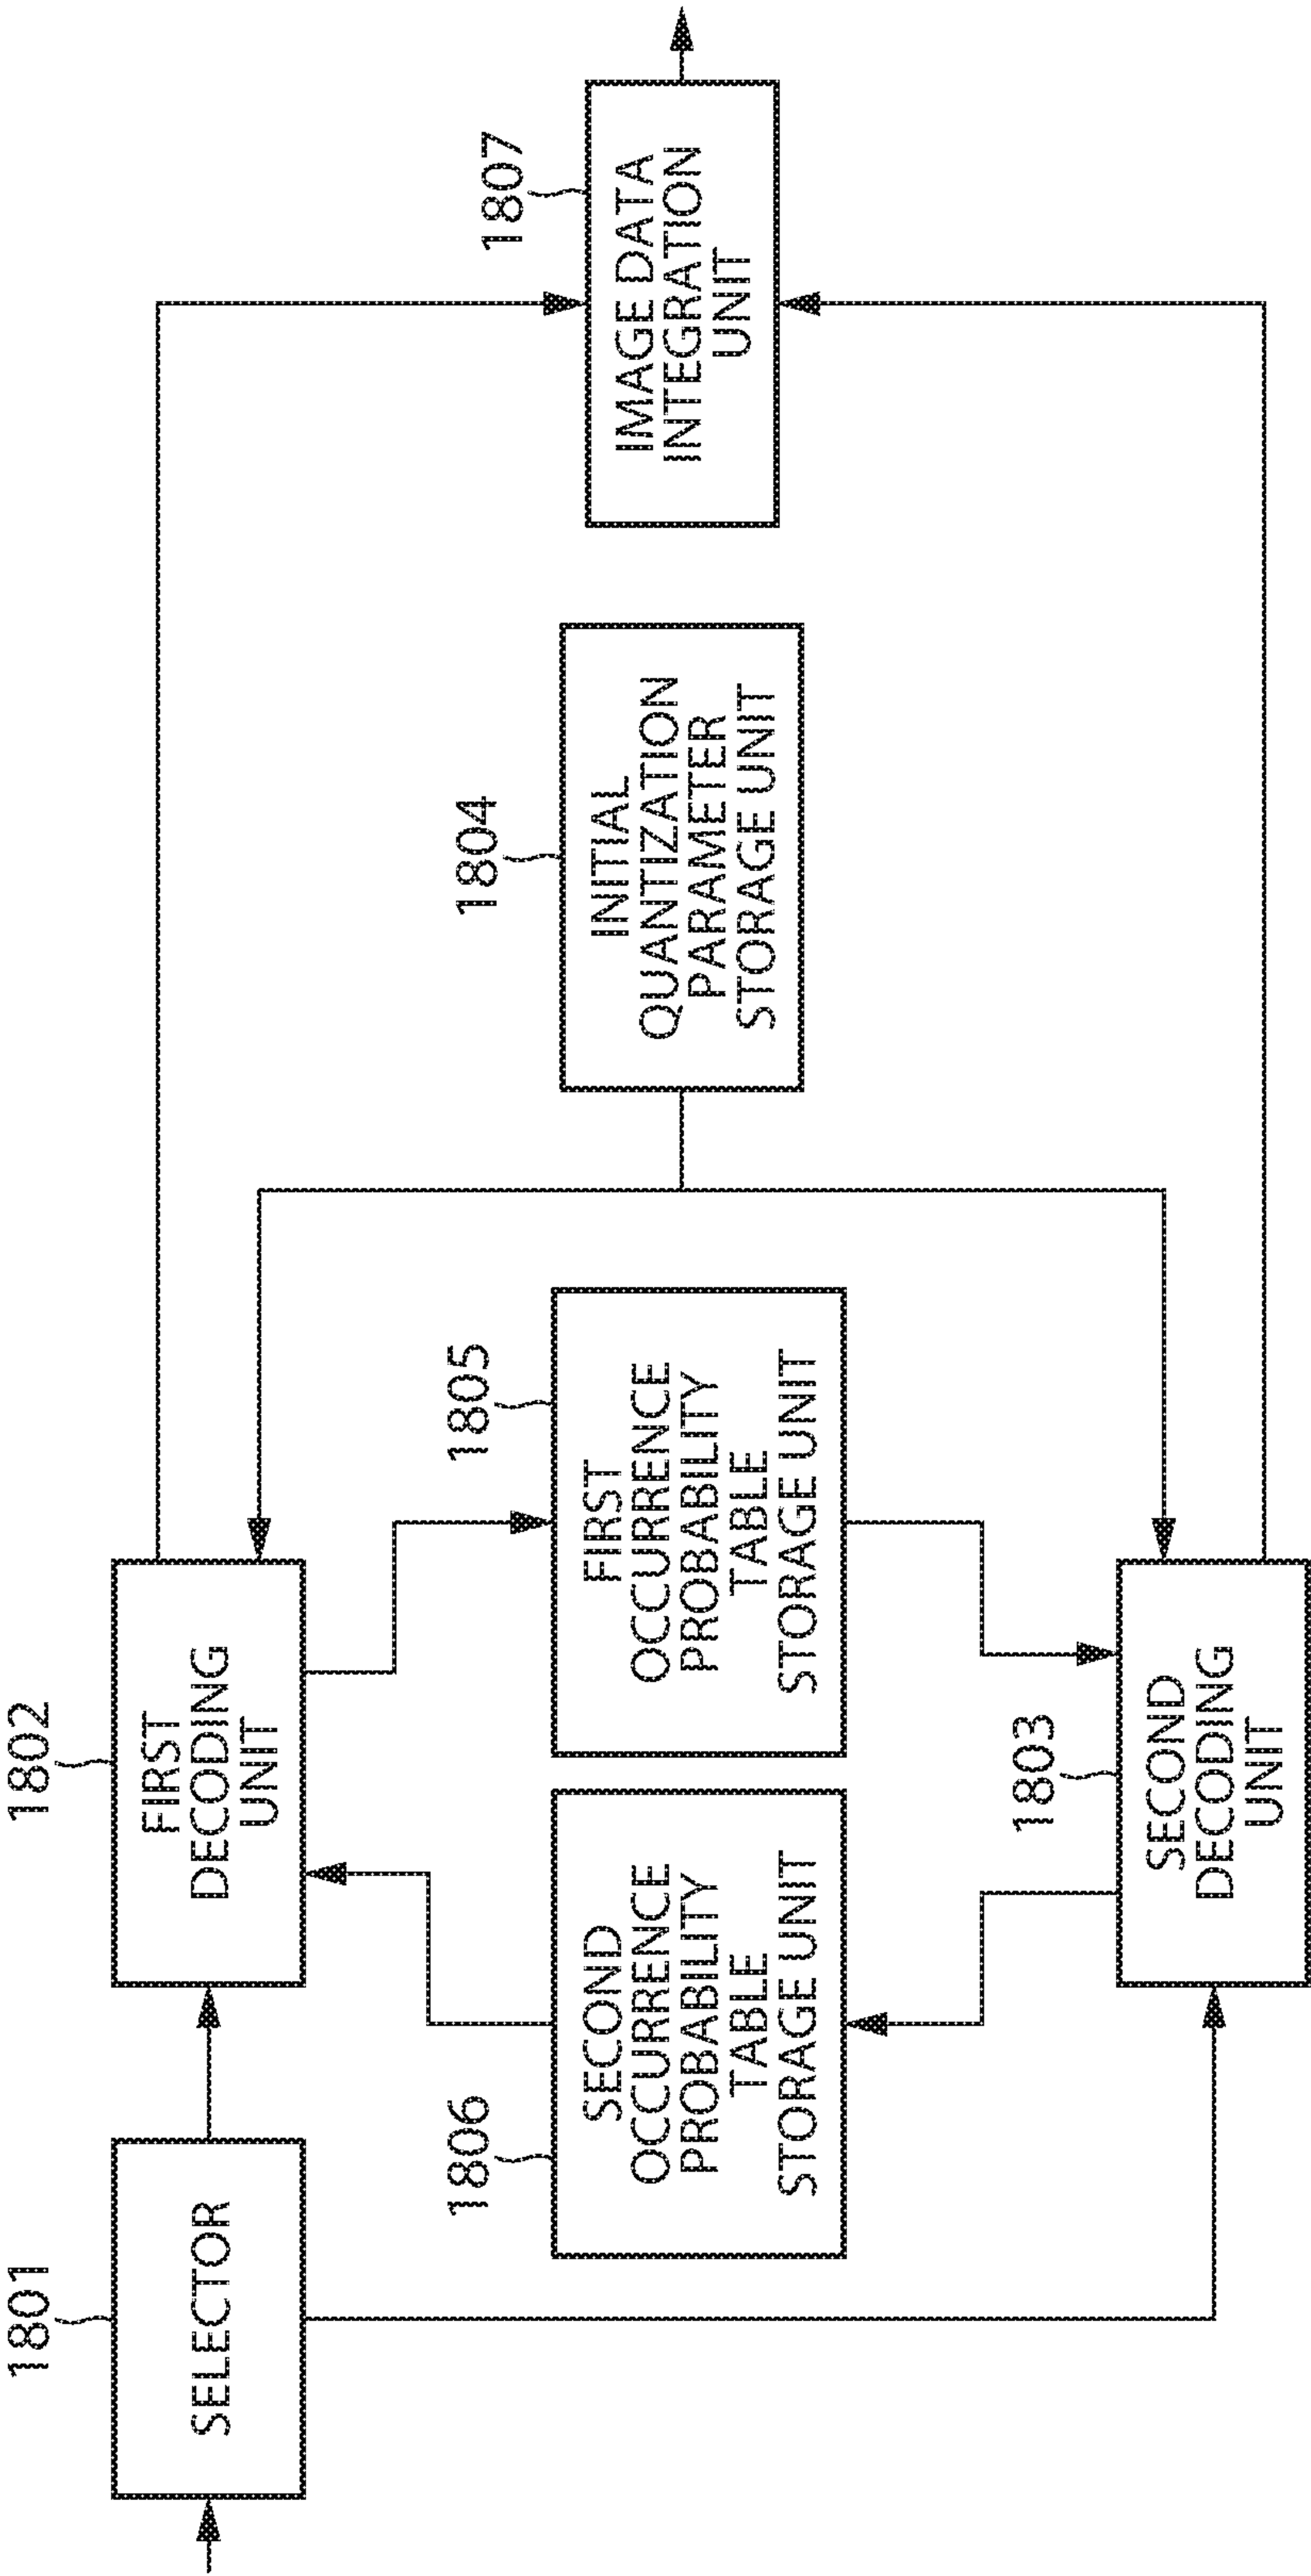 1801
SELECTOR
1802
FIRST
DECODING
UNIT
1806
SECOND
OCCURRENCE
PROBABILITY
TABLE
STORAGE UNIT
1805
FIRST
OCCURRENCE
PROBABILITY
TABLE
STORAGE UNIT
1803
SECOND
DECODING
UNIT
1804
INITIAL
QUANTIZATION
PARAMETER
STORAGE UNIT
1807
IMAGE DATA
INTEGRATION
UNIT